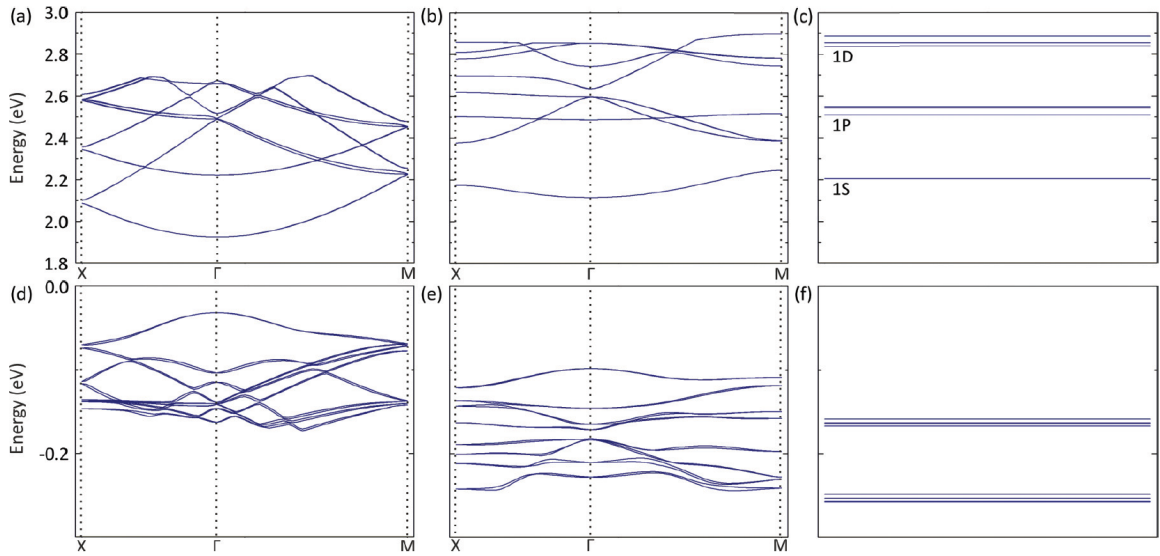 (a) (b) (c)
3.0
2.8
2.6
2.4
2.2
2.0
1.8
Energy (eV)
X Γ M
X Γ M
1D
1P
1S
(d) (e) (f)
0.0
-0.2
Energy (eV)
X Γ M
X Γ M